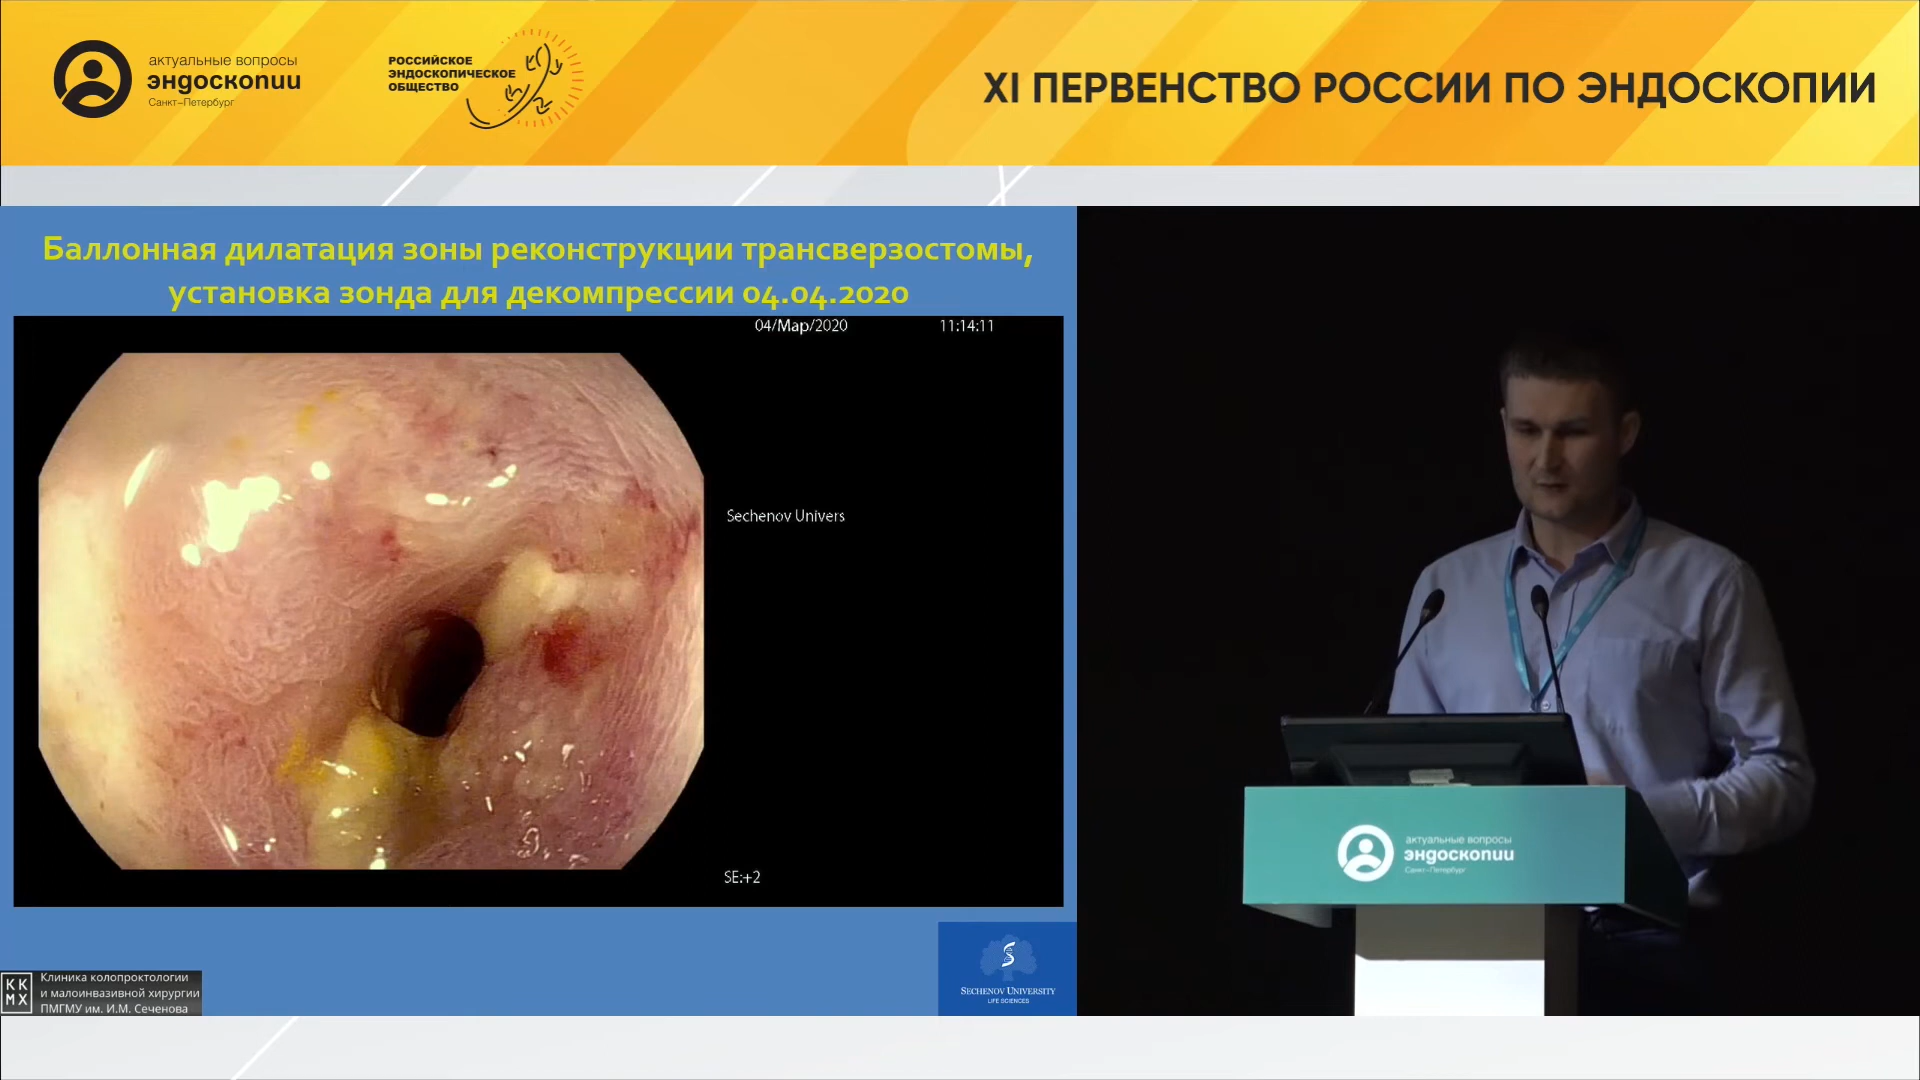 актуальные вопросы
эндоскопии
Санкт-Петербург
РОССИЙСКОЕ
ЭНДОСКОПИЧЕСКОЕ
ОБЩЕСТВО
XI ПЕРВЕНСТВО РОССИИ ПО ЭНДОСКОПИИ
Баллонная дилатация зоны реконструкции трансверзостомы,
установка зонда для декомпрессии 04.04.2020
04/Мар/2020 11:14:11
Sechenov Univers
SE:+2
КК
МХ
Клиника колопроктологии
и малоинвазивной хирургии
ПМГМУ им. И.М. Сеченова
SECHENOV UNIVERSITY
LIFE SCIENCES
актуальные вопросы
эндоскопии
Санкт-Петербург